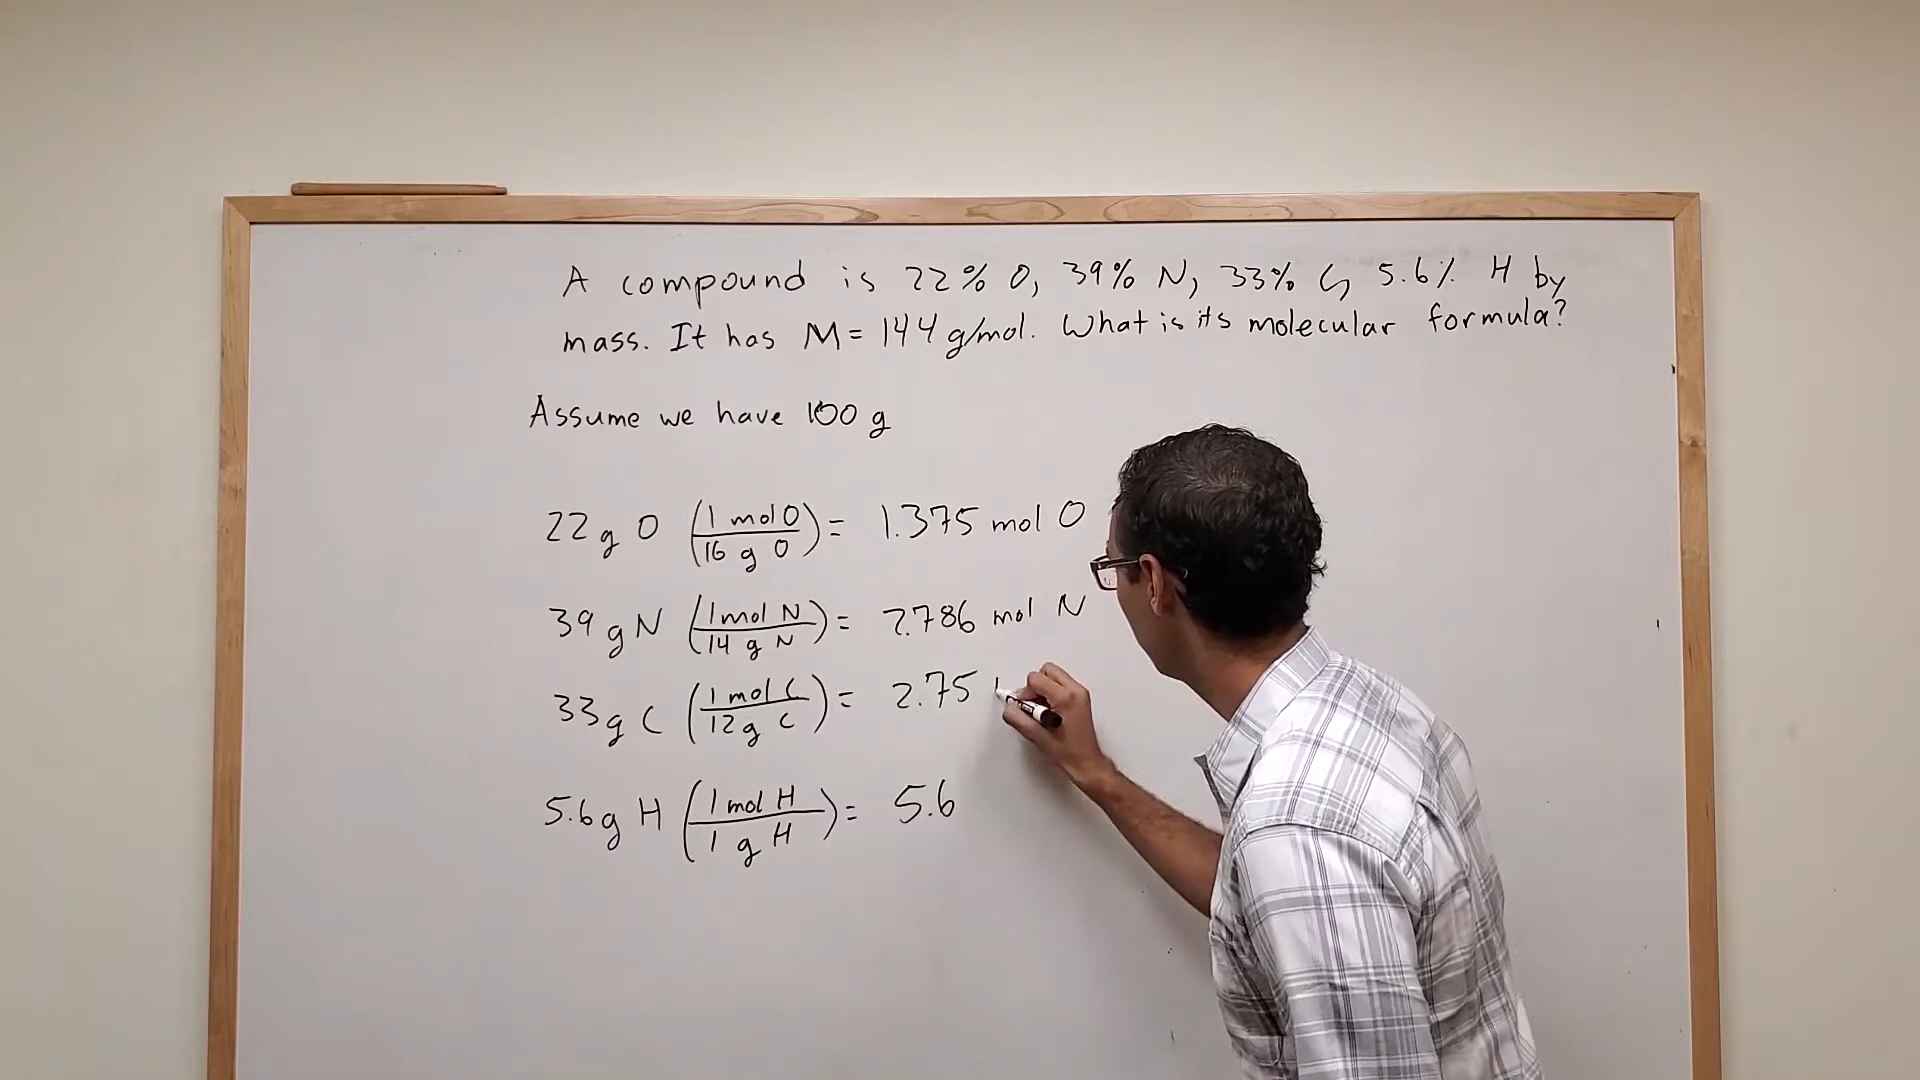 A compound is 22% O, 39% N, 33% C, 5.6% H by
mass. It has M = 144 g/mol. What is its molecular formula?
Assume we have 100 g
22 g O (1 mol O / 16 g O) = 1.375 mol O
39 g N (1 mol N / 14 g N) = 2.786 mol N
33 g C (1 mol C / 12 g C) = 2.75
5.6 g H (1 mol H / 1 g H) = 5.6